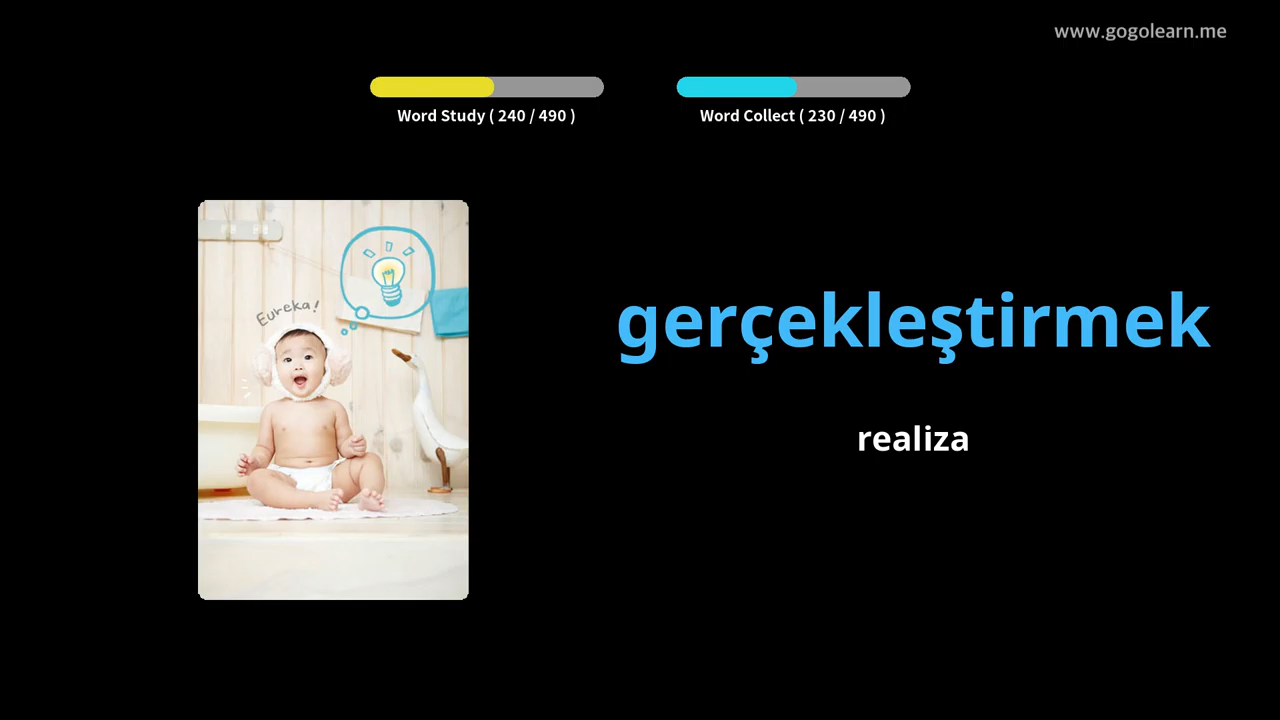 www.gogolearn.me
Word Study ( 240 / 490 )
Word Collect ( 230 / 490 )
Eureka!
gerçekleştirmek
realiza